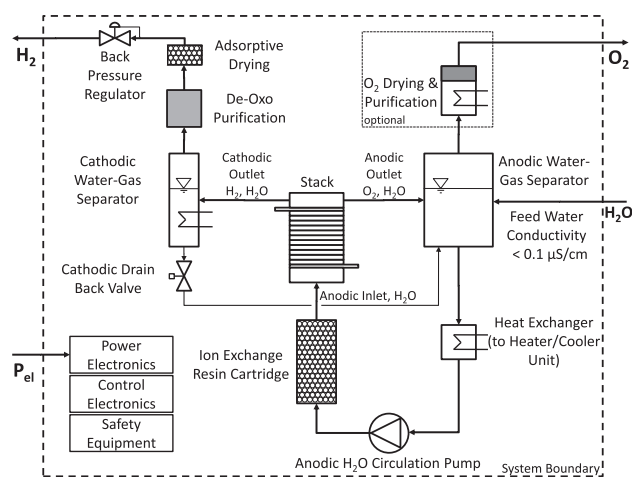 H2
Back
Pressure
Regulator
Adsorptive
Drying
De-Oxo
Purification
O2 Drying &
Purification
optional
O2
Cathodic
Water-Gas
Separator
Cathodic
Outlet
H2, H2O
Stack
Anodic
Outlet
O2, H2O
Anodic Water-
Gas Separator
H2O
Feed Water
Conductivity
< 0.1 µS/cm
Cathodic Drain
Back Valve
Anodic Inlet, H2O
Heat Exchanger
(to Heater/Cooler
Unit)
Ion Exchange
Resin Cartridge
Pel
Power
Electronics
Control
Electronics
Safety
Equipment
Anodic H2O Circulation Pump
System Boundary